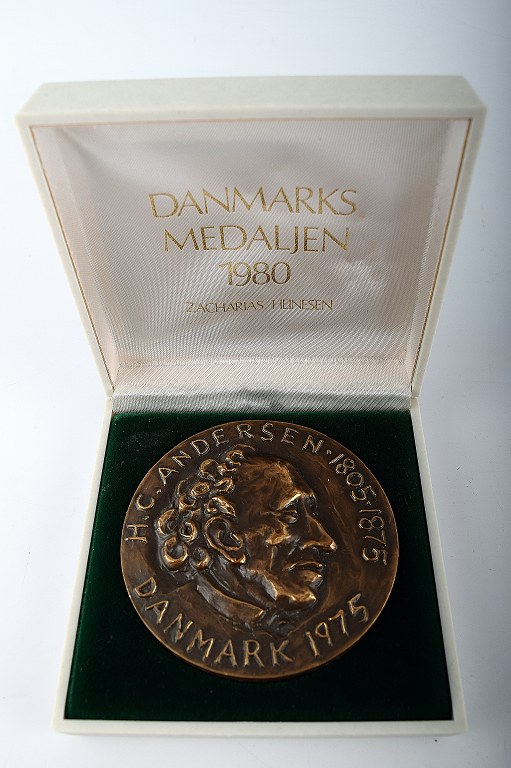 DANMARKS
MEDALJEN
1980
ZACHARIAS HEINESEN
H.C. ANDERSEN · 1805 · 1875
DANMARK 1975